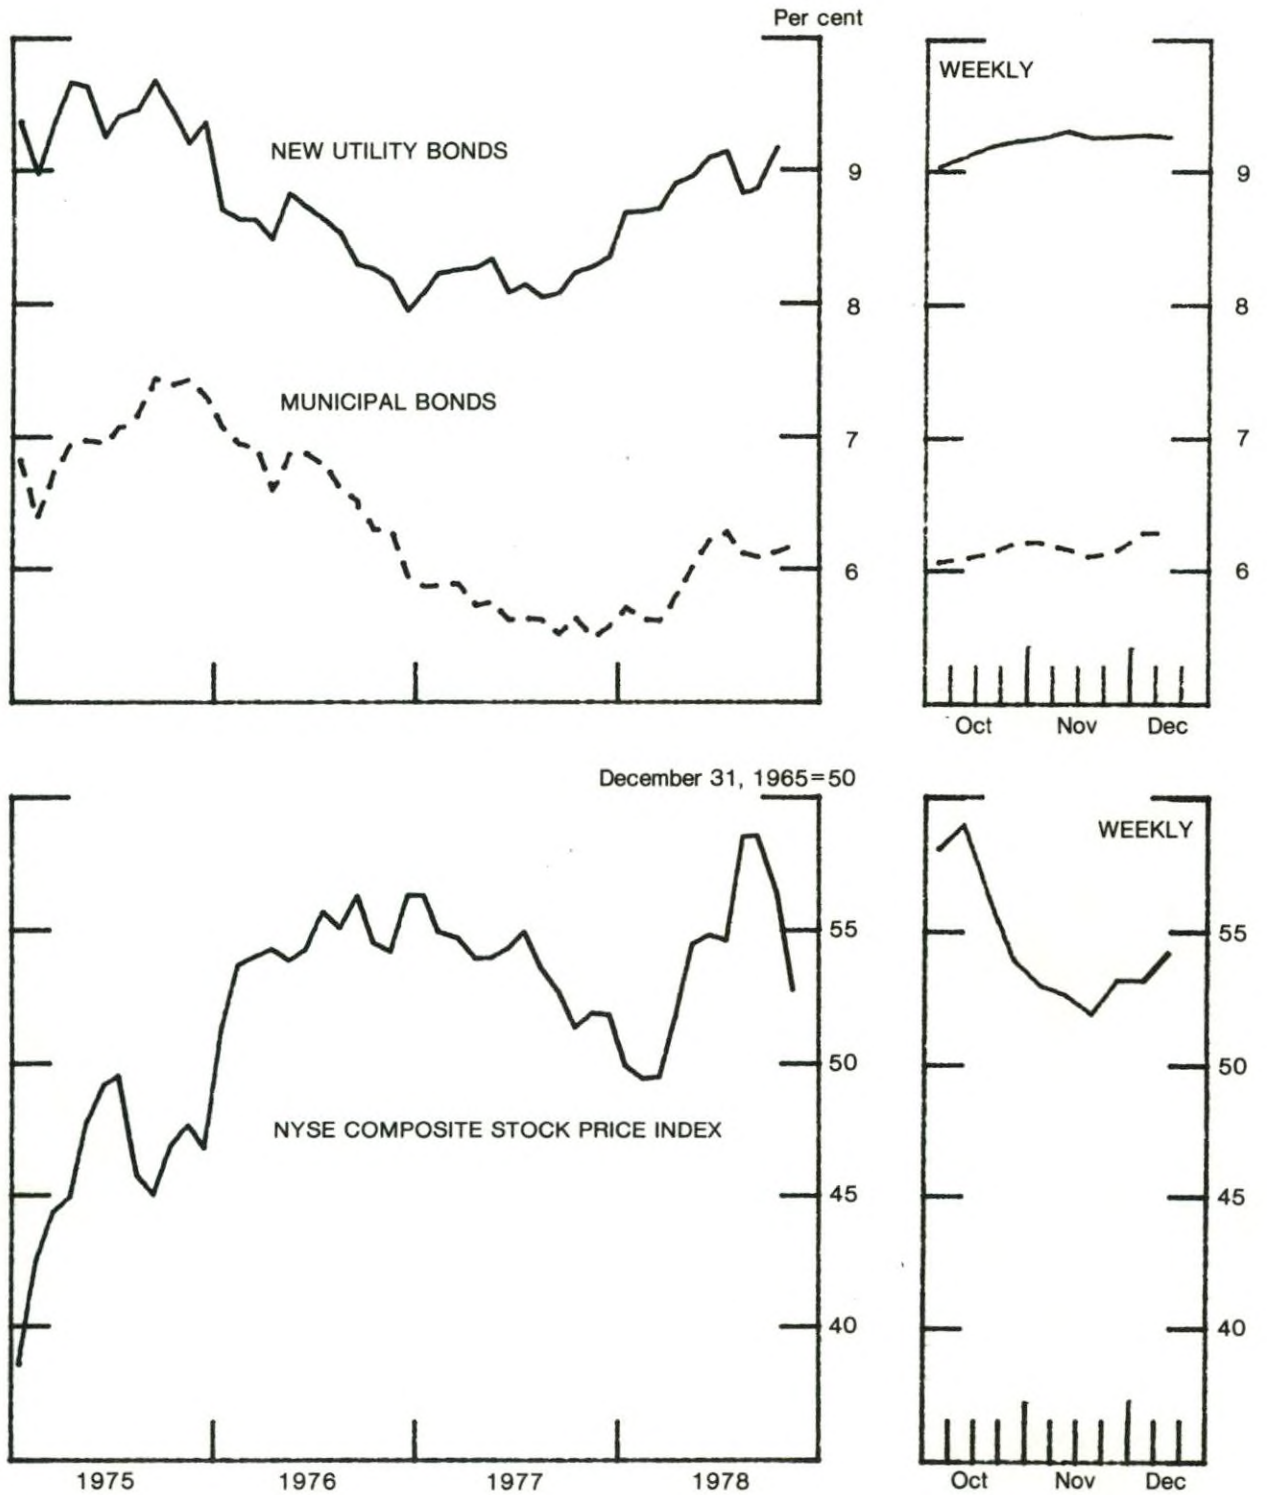 Per cent
WEEKLY
NEW UTILITY BONDS
9
9
8
8
MUNICIPAL BONDS
7
7
6
6
Oct Nov Dec
December 31, 1965=50
WEEKLY
55
55
50
50
NYSE COMPOSITE STOCK PRICE INDEX
45
45
40
40
1975 1976 1977 1978
Oct Nov Dec